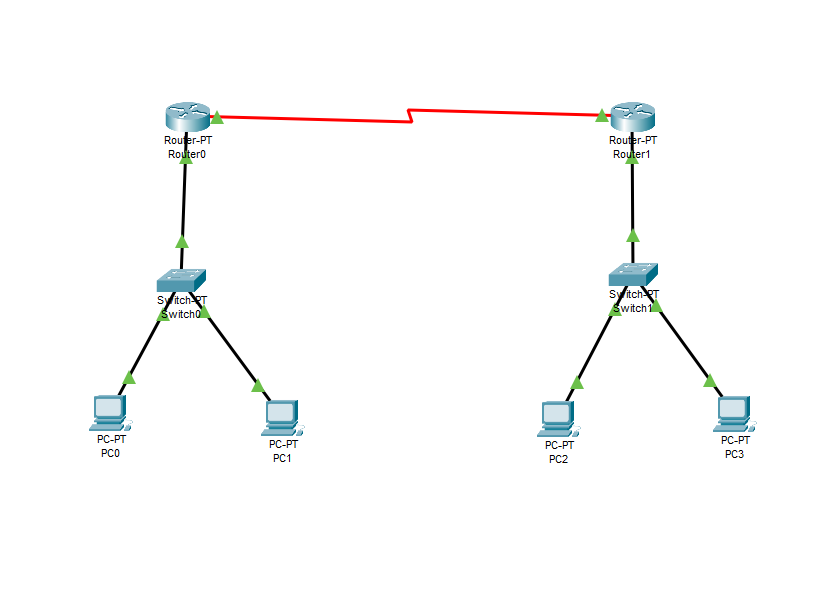 Router-PT
Router0
Router-PT
Router1
Switch-PT
Switch0
Switch-PT
Switch1
PC-PT
PC0
PC-PT
PC1
PC-PT
PC2
PC-PT
PC3